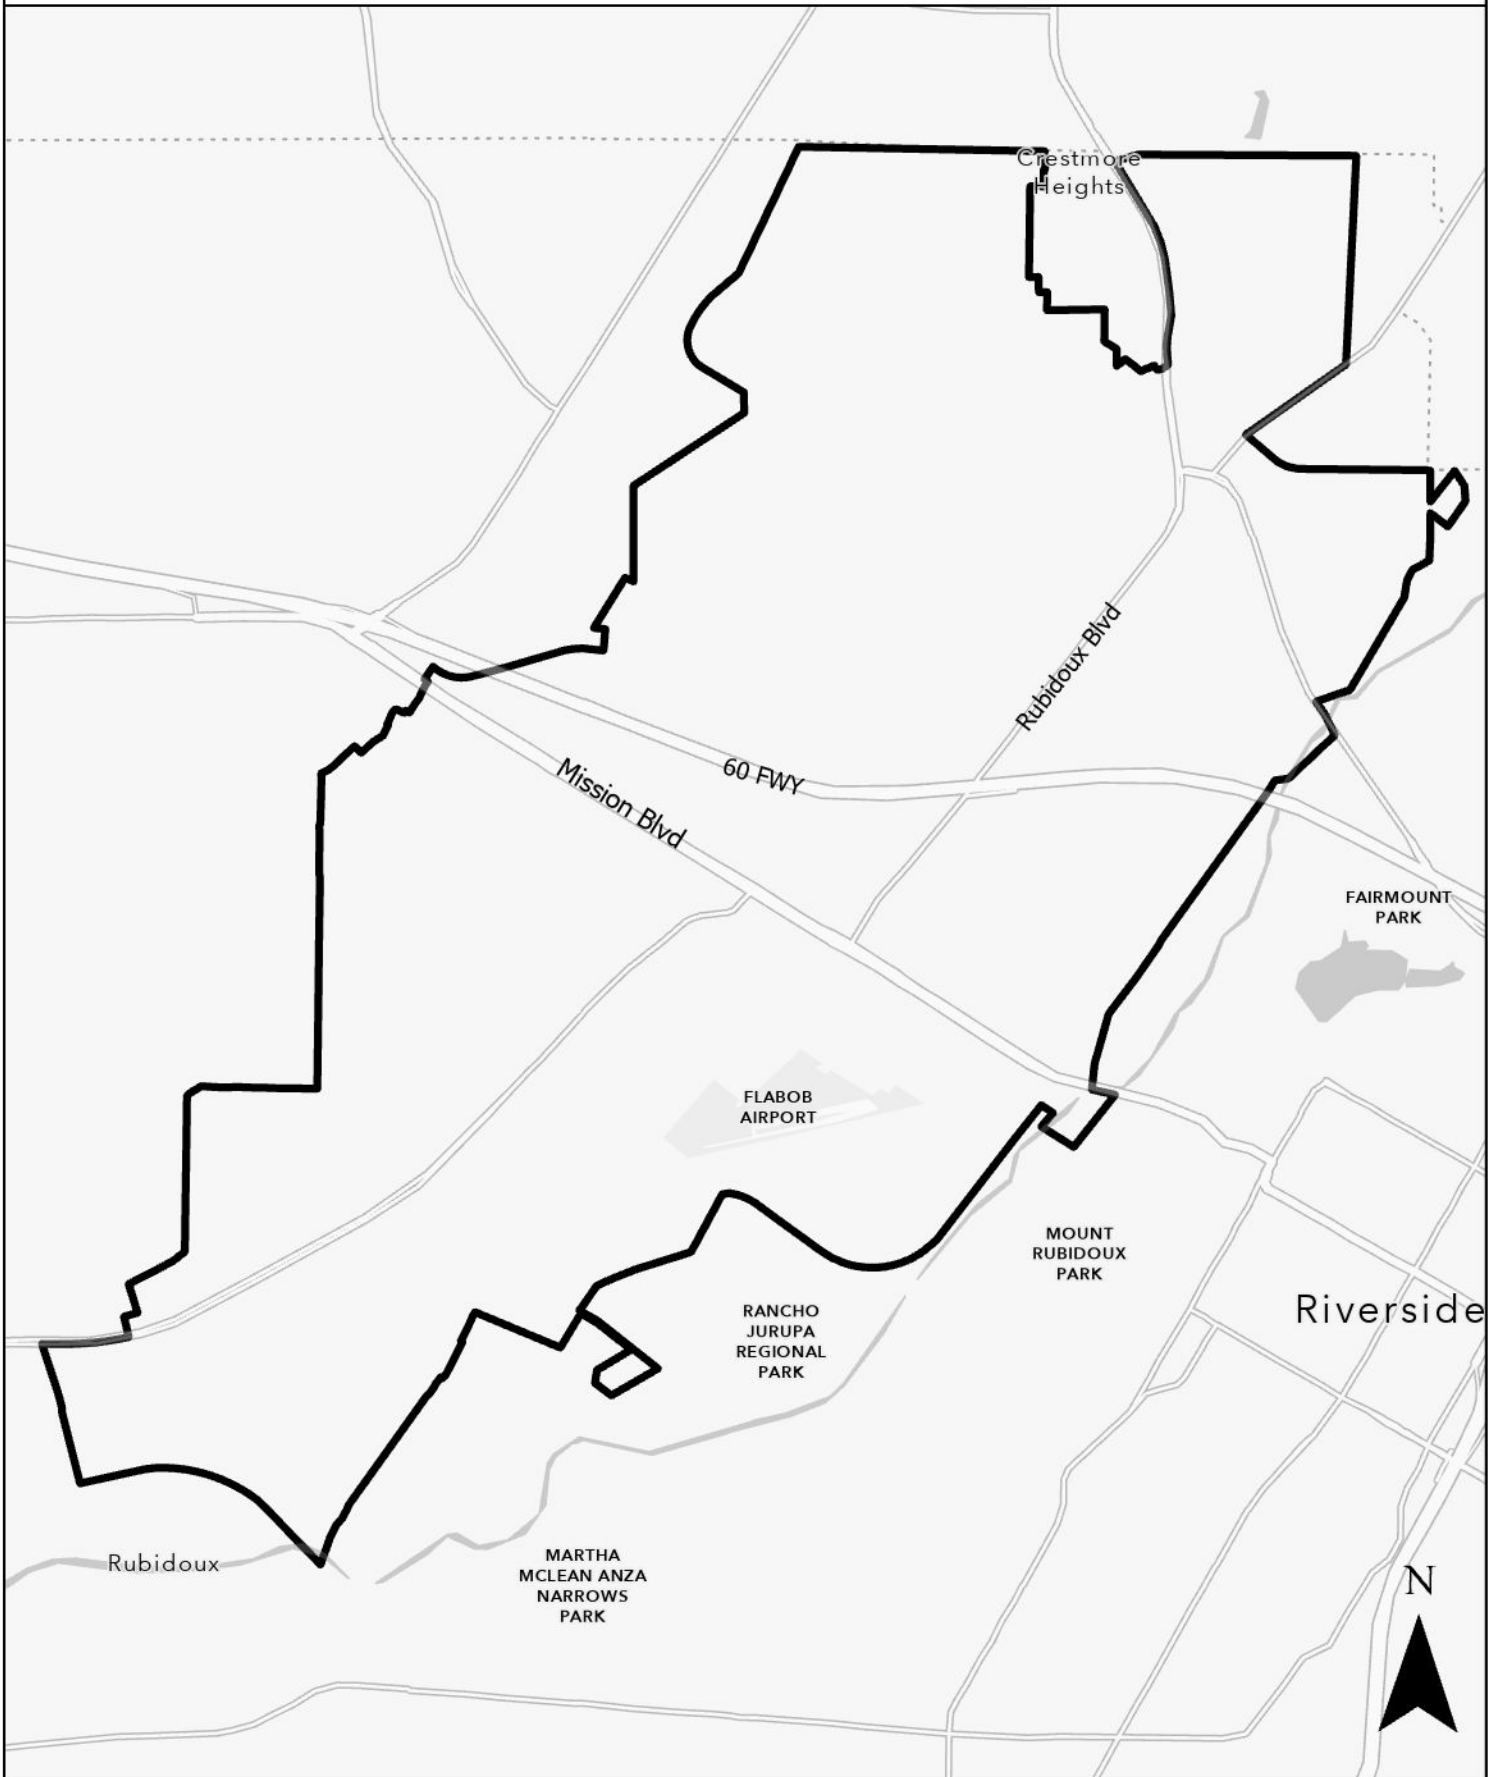 Crestmore
Heights
Rubidoux Blvd
60 FWY
Mission Blvd
FAIRMOUNT
PARK
FLABOB
AIRPORT
MOUNT
RUBIDOUX
PARK
RANCHO
JURUPA
REGIONAL
PARK
Riverside
Rubidoux
MARTHA
MCLEAN ANZA
NARROWS
PARK
N